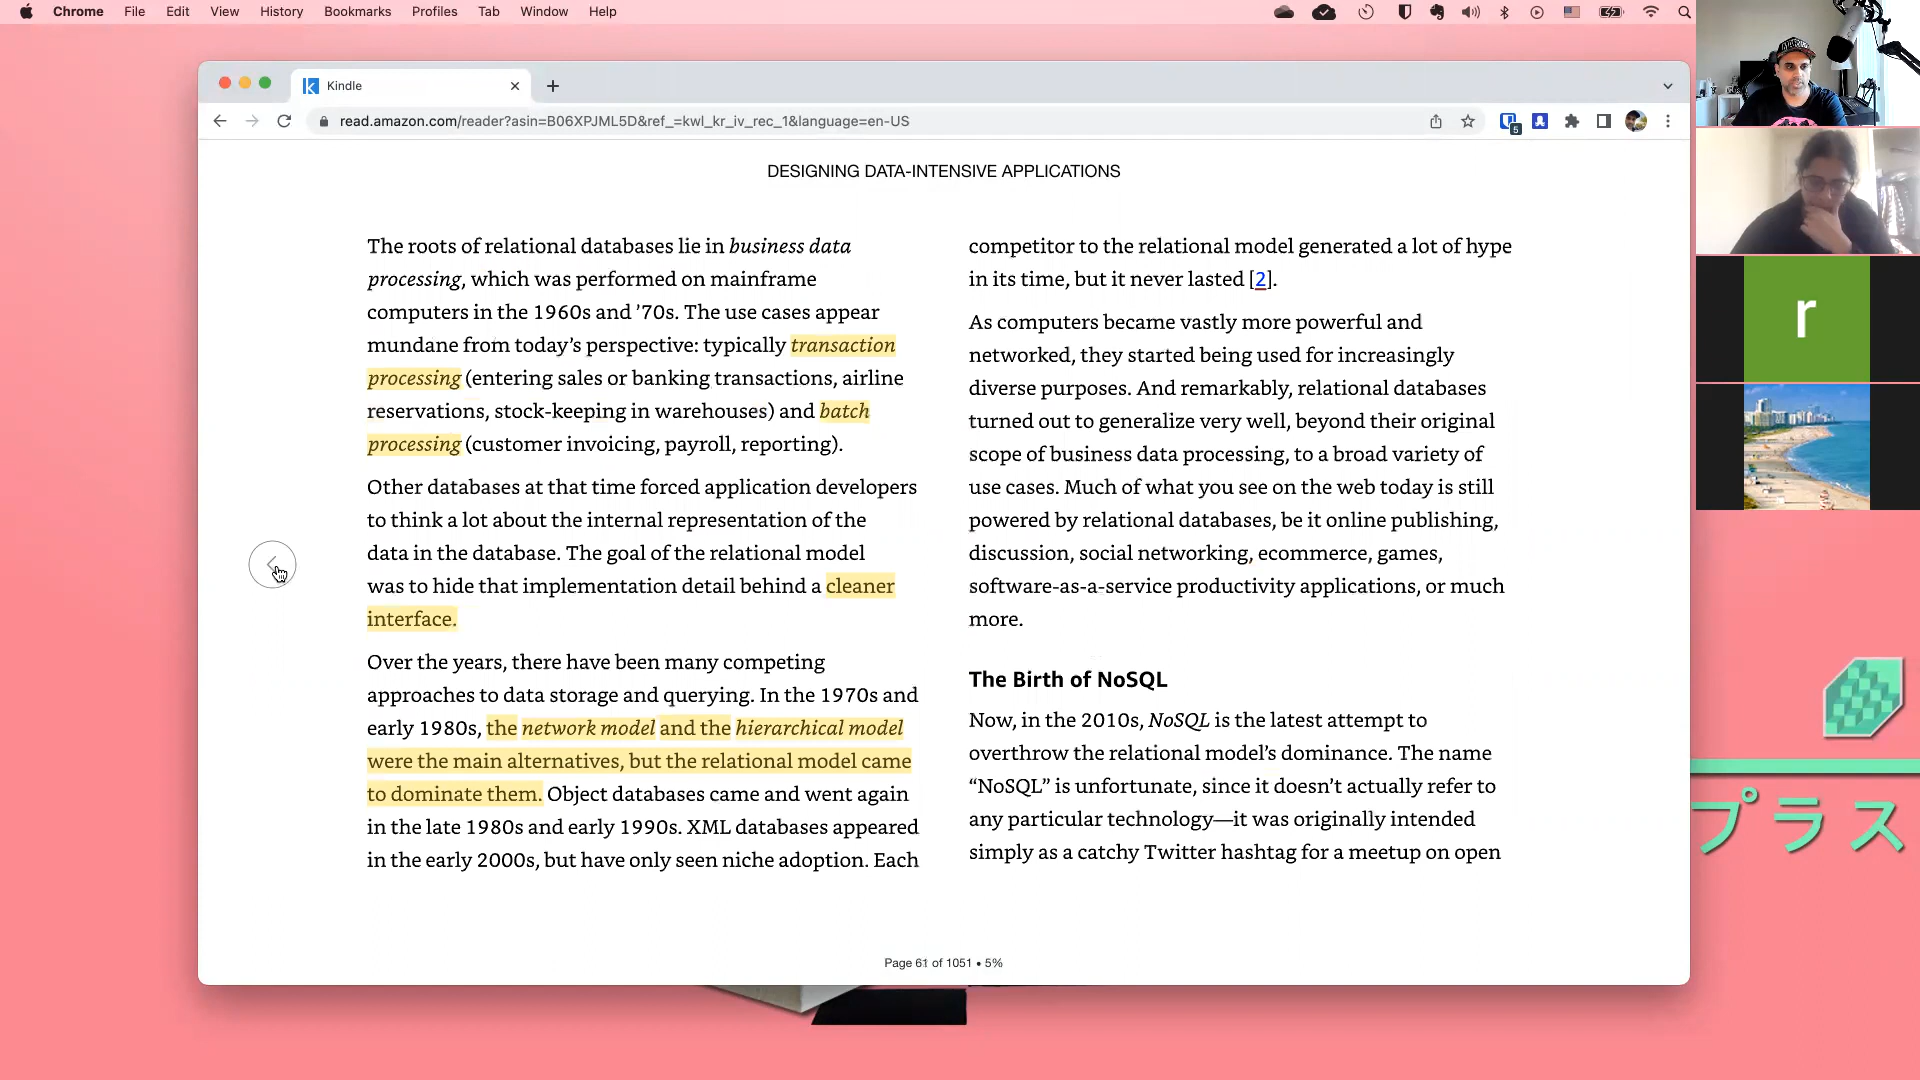 Chrome File Edit View History Bookmarks Profiles Tab Window Help
Kindle
read.amazon.com/reader?asin=B06XPJML5D&ref_=kwl_kr_iv_rec_1&language=en-US
5
DESIGNING DATA-INTENSIVE APPLICATIONS
The roots of relational databases lie in business data
processing, which was performed on mainframe
computers in the 1960s and ’70s. The use cases appear
mundane from today’s perspective: typically transaction
processing (entering sales or banking transactions, airline
reservations, stock-keeping in warehouses) and batch
processing (customer invoicing, payroll, reporting).
Other databases at that time forced application developers
to think a lot about the internal representation of the
data in the database. The goal of the relational model
was to hide that implementation detail behind a cleaner
interface.
Over the years, there have been many competing
approaches to data storage and querying. In the 1970s and
early 1980s, the network model and the hierarchical model
were the main alternatives, but the relational model came
to dominate them. Object databases came and went again
in the late 1980s and early 1990s. XML databases appeared
in the early 2000s, but have only seen niche adoption. Each
competitor to the relational model generated a lot of hype
in its time, but it never lasted [2].
As computers became vastly more powerful and
networked, they started being used for increasingly
diverse purposes. And remarkably, relational databases
turned out to generalize very well, beyond their original
scope of business data processing, to a broad variety of
use cases. Much of what you see on the web today is still
powered by relational databases, be it online publishing,
discussion, social networking, ecommerce, games,
software-as-a-service productivity applications, or much
more.
The Birth of NoSQL
Now, in the 2010s, NoSQL is the latest attempt to
overthrow the relational model’s dominance. The name
“NoSQL” is unfortunate, since it doesn’t actually refer to
any particular technology—it was originally intended
simply as a catchy Twitter hashtag for a meetup on open
Page 61 of 1051 • 5%
r
プラス